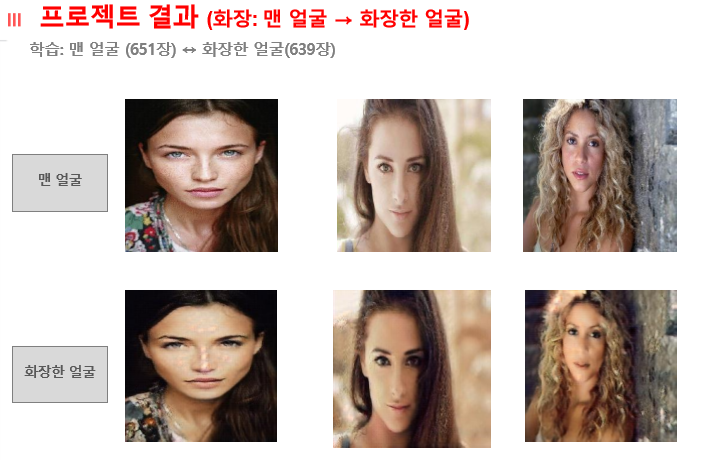 III 프로젝트 결과 (화장: 맨 얼굴 → 화장한 얼굴)
학습: 맨 얼굴 (651장) ↔ 화장한 얼굴(639장)
맨 얼굴
화장한 얼굴